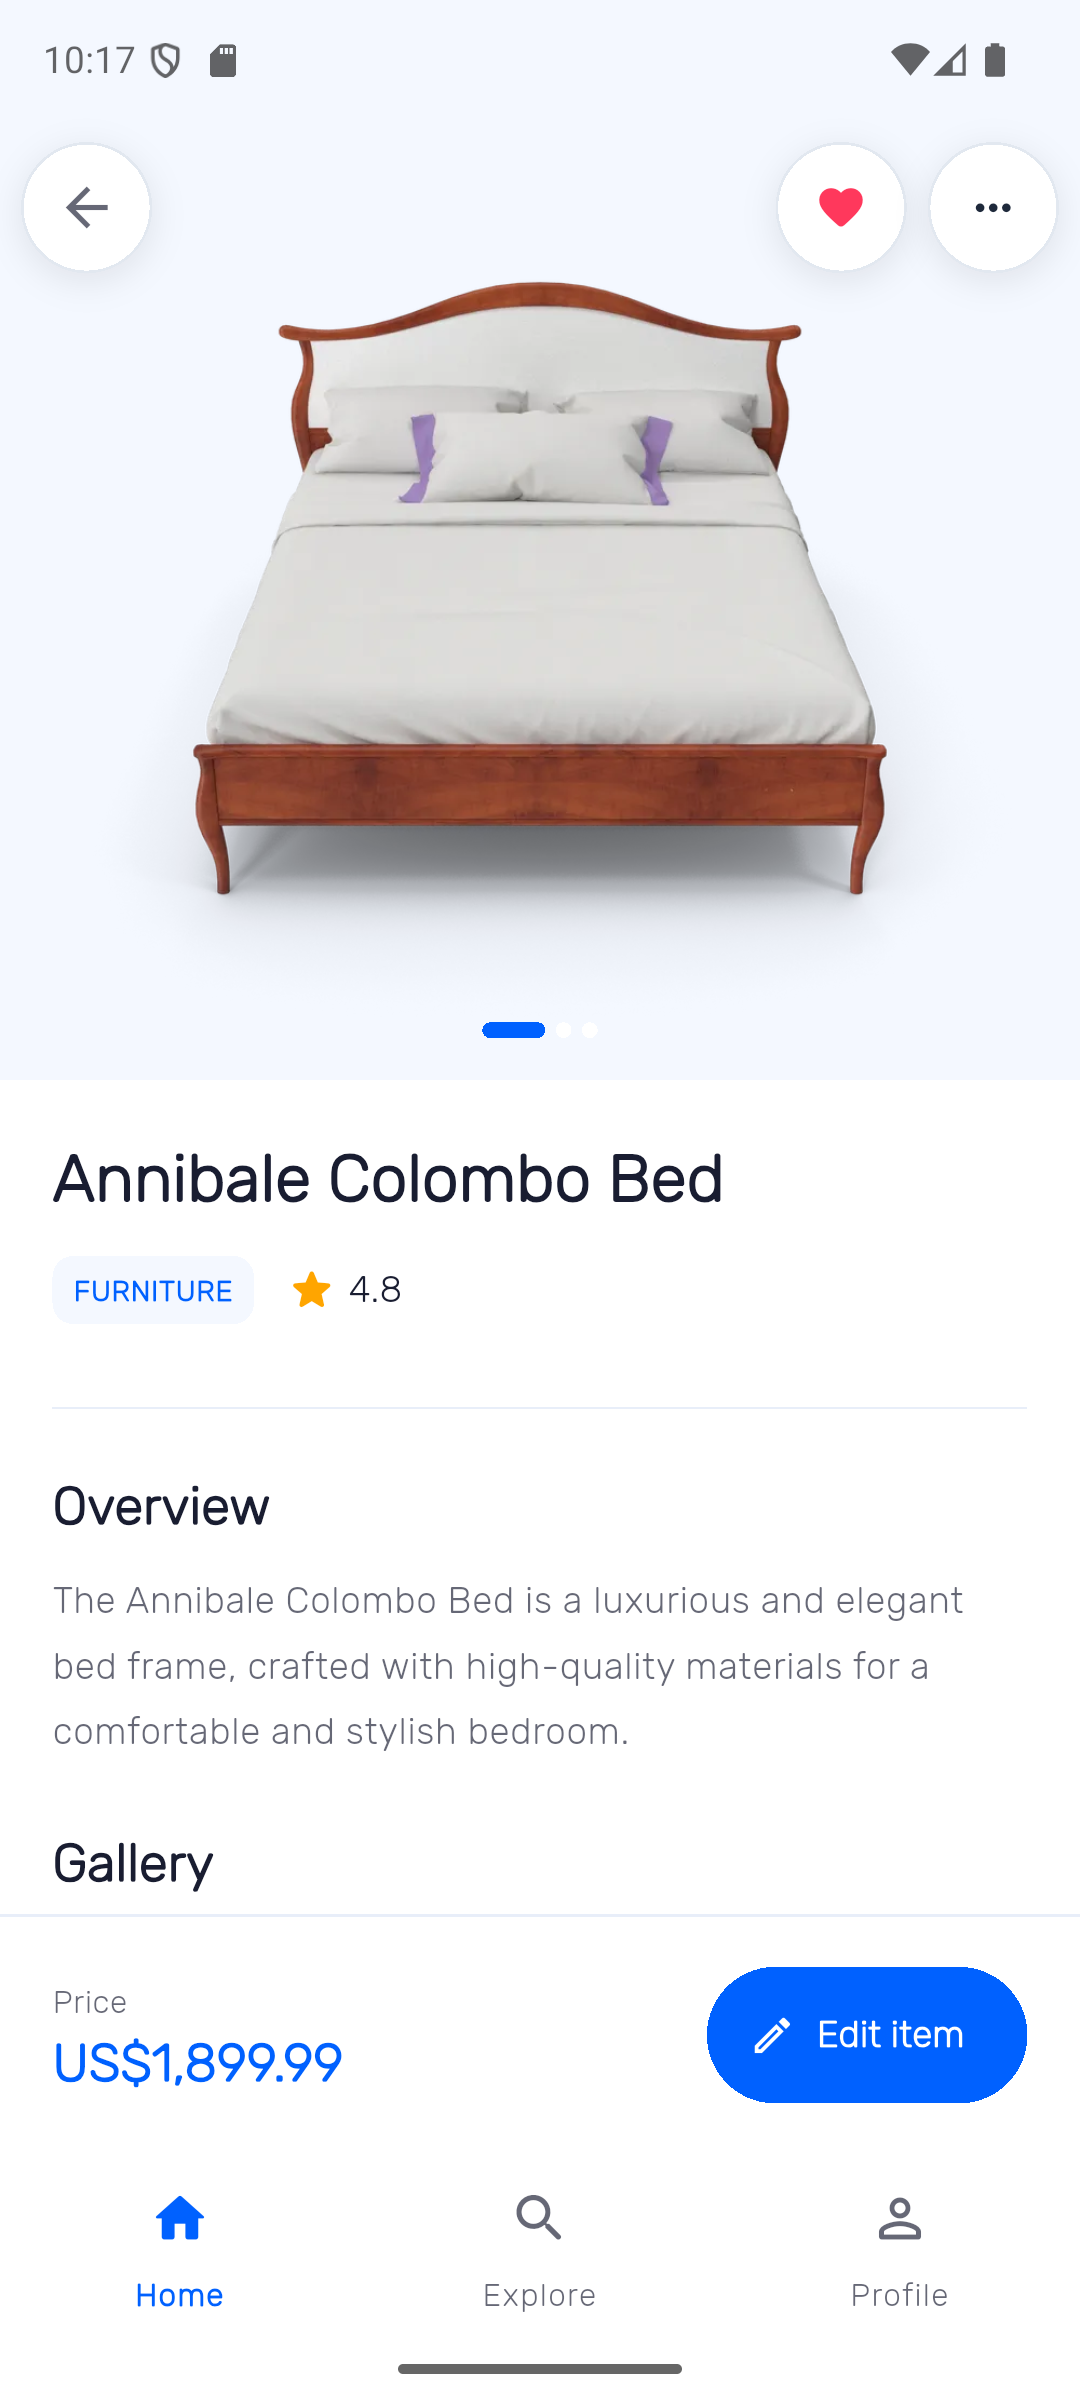 10:17
Annibale Colombo Bed
FURNITURE
4.8
Overview
The Annibale Colombo Bed is a luxurious and elegant
bed frame, crafted with high-quality materials for a
comfortable and stylish bedroom.
Gallery
Price
US$1,899.99
Edit item
Home
Explore
Profile